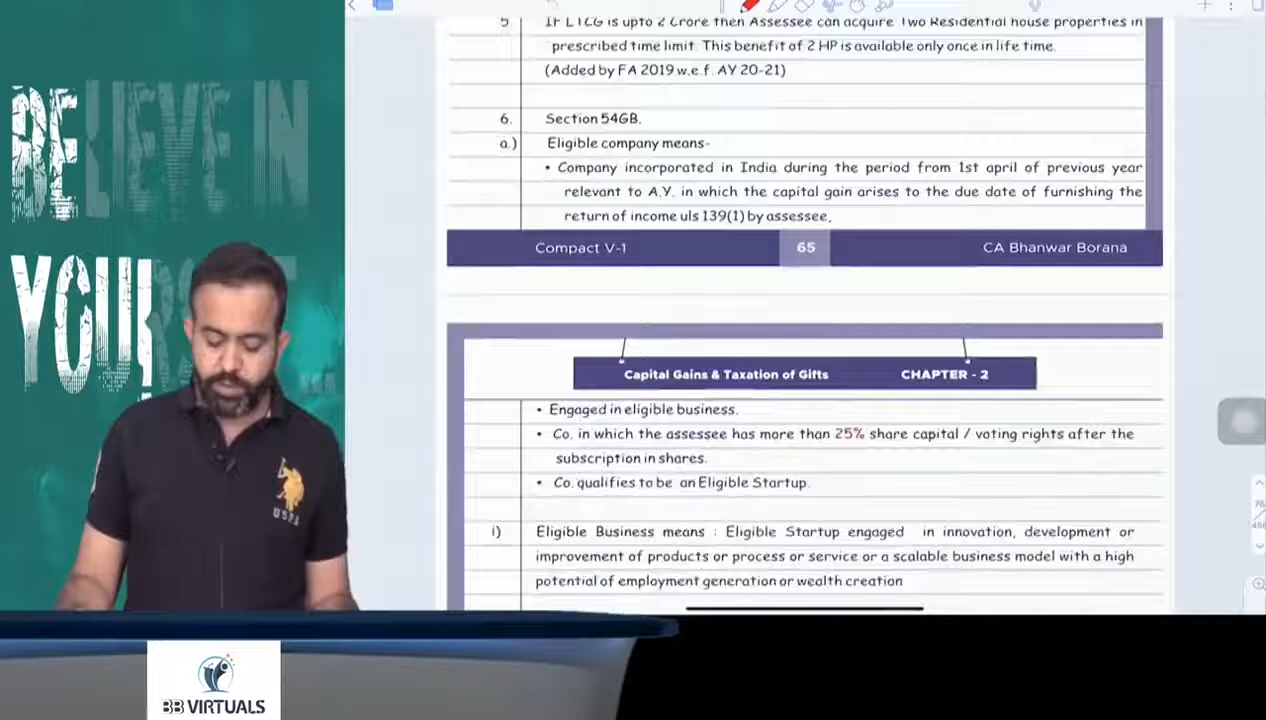 BELIEVE IN
YOURSE
USPA
BB VIRTUALS
5 IF LTCG is upto 2 Crore then Assessee can acquire Two Residential house properties in
prescribed time limit. This benefit of 2 HP is available only once in life time.
(Added by FA 2019 w.e.f. AY 20-21)
6. Section 54GB.
a.) Eligible company means-
• Company incorporated in India during the period from 1st april of previous year
relevant to A.Y. in which the capital gain arises to the due date of furnishing the
return of income uls 139(1) by assessee,
Compact V-1 65 CA Bhanwar Borana
Capital Gains & Taxation of Gifts CHAPTER - 2
• Engaged in eligible business.
• Co. in which the assessee has more than 25% share capital / voting rights after the
subscription in shares.
• Co. qualifies to be an Eligible Startup.
i) Eligible Business means : Eligible Startup engaged in innovation, development or
improvement of products or process or service or a scalable business model with a high
potential of employment generation or wealth creation